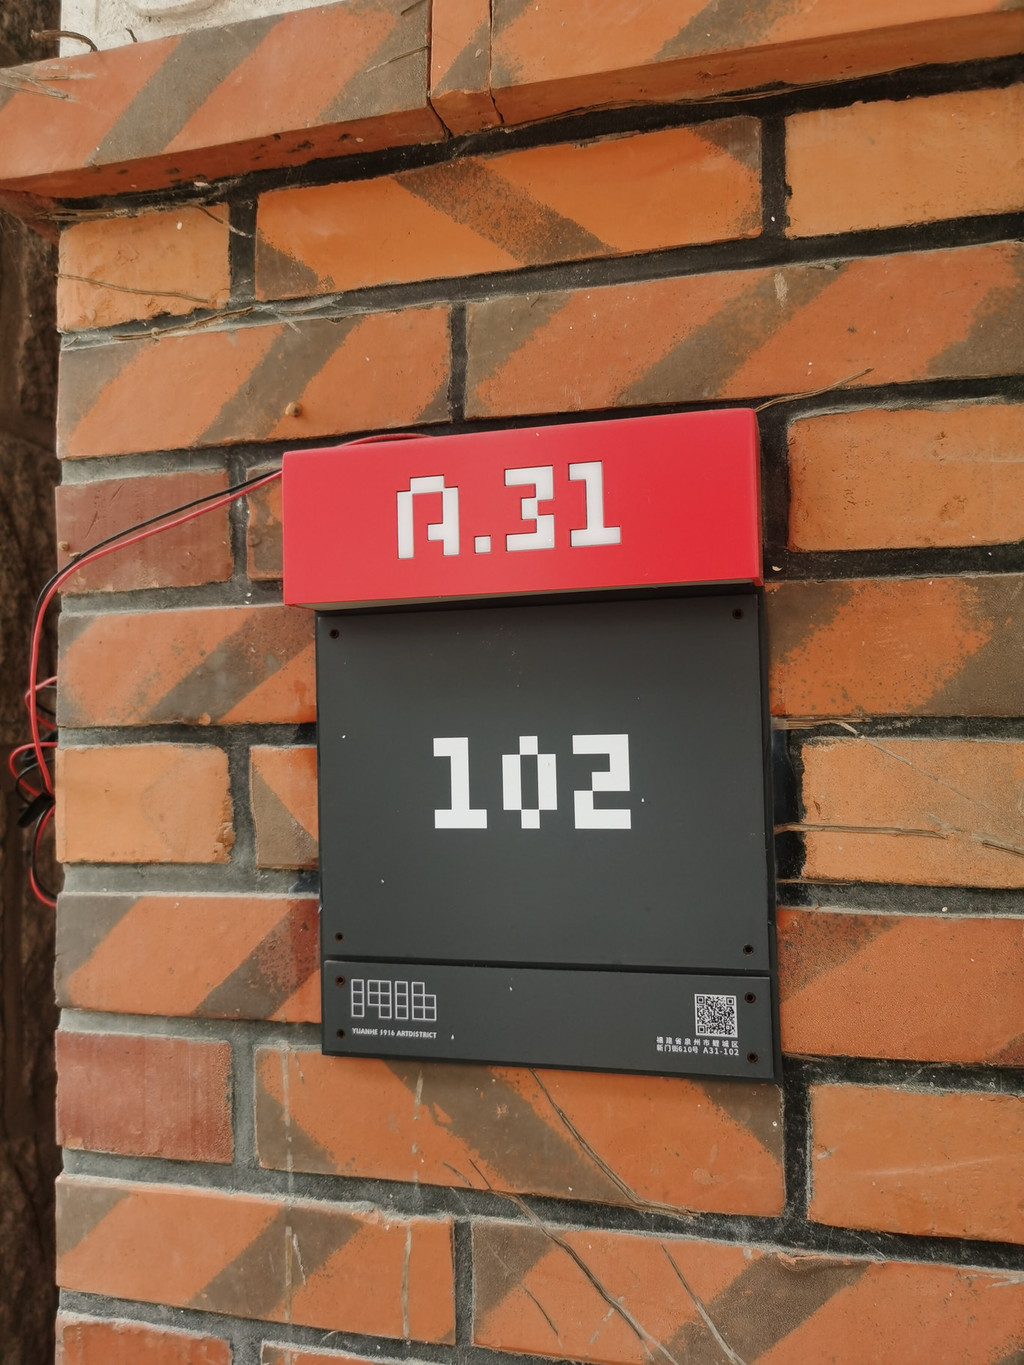 A.31
102
1916
YUANHE 1916 ARTDISTRICT
福建省泉州市鲤城区
新门街610号 A31-102